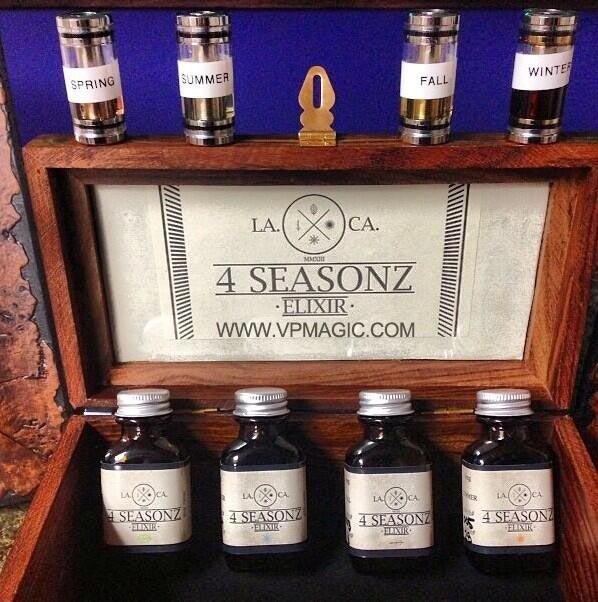 SPRING
SUMMER
FALL
WINTER
LA. CA.
MMXIII
4 SEASONZ
·ELIXIR·
WWW.VPMAGIC.COM
LA. CA.
4 SEASONZ
·ELIXIR·
LA. CA.
4 SEASONZ
·ELIXIR·
LA. CA.
4 SEASONZ
·ELIXIR·
LA. CA.
4 SEASONZ
·ELIXIR·